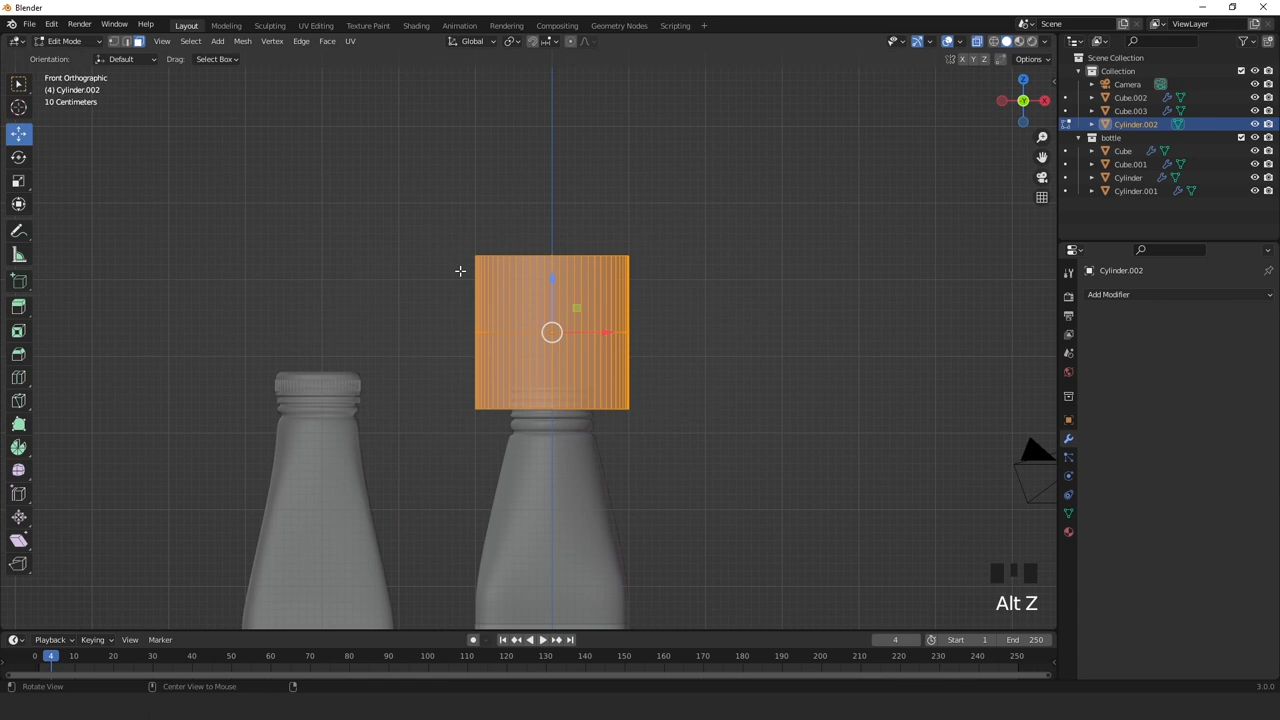 Blender
File Edit Render Window Help Layout Modeling Sculpting UV Editing Texture Paint Shading Animation Rendering Compositing Geometry Nodes Scripting + Scene ViewLayer
Edit Mode View Select Add Mesh Vertex Edge Face UV Global
Orientation: Default Drag: Select Box X Y Z Options
Scene Collection
Collection
Camera
Cube.002
Cube.003
Cylinder.002
bottle
Cube
Cube.001
Cylinder
Cylinder.001
Front Orthographic
(4) Cylinder.002
10 Centimeters
Z
Y
X
Cylinder.002
Add Modifier
Alt Z
Playback Keying View Marker 4 Start 1 End 250
0 4 10 20 30 40 50 60 70 80 90 100 110 120 130 140 150 160 170 180 190 200 210 220 230 240 250
Rotate View Center View to Mouse 3.0.0